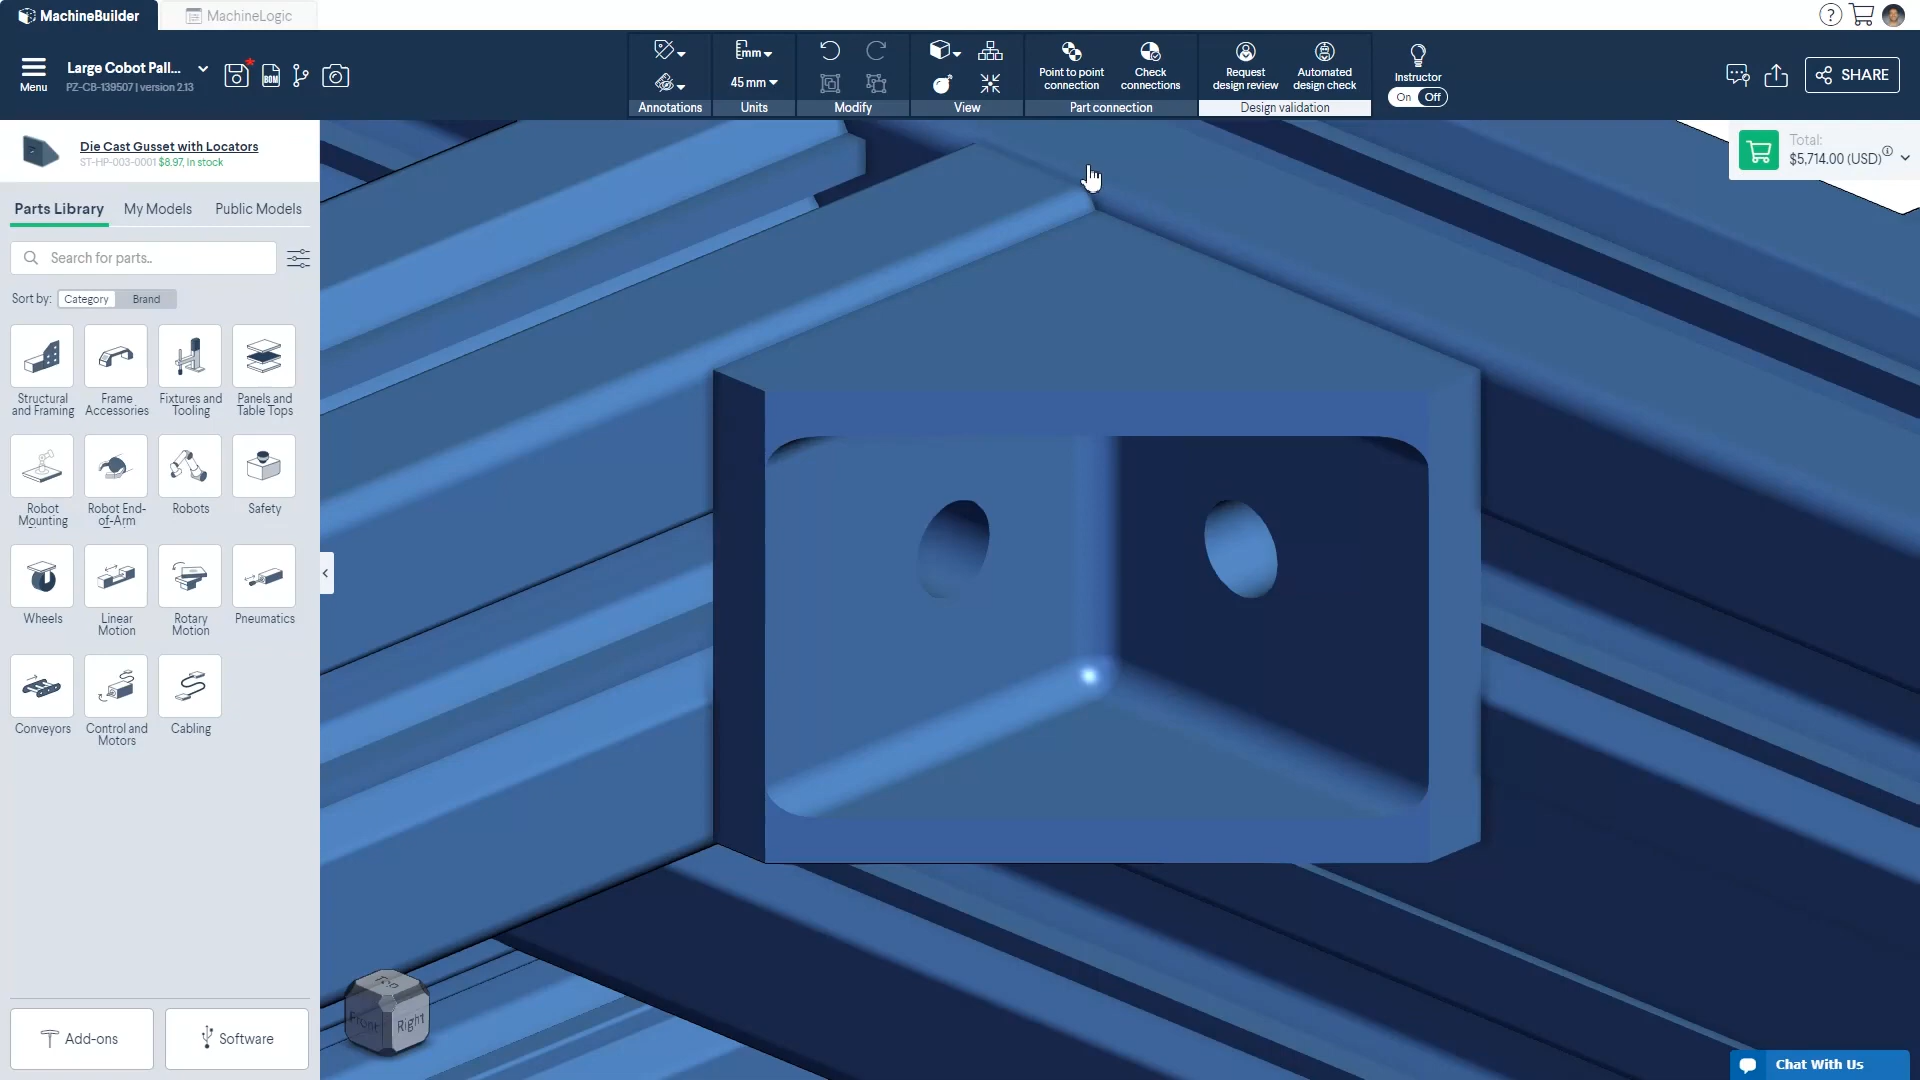 MachineBuilder
MachineLogic
Menu
Large Cobot Pall...
PZ-CB-139507 | version 2.13
BOM
mm
45 mm
Annotations
Units
Modify
View
Point to point
connection
Check
connections
Part connection
Request
design review
Automated
design check
Design validation
Instructor
On Off
SHARE
Die Cast Gusset with Locators
ST-HP-003-0001 $8.97, In stock
Total:
$5,714.00 (USD)
Parts Library
My Models
Public Models
Search for parts..
Sort by:
Category
Brand
Structural
and Framing
Frame
Accessories
Fixtures and
Tooling
Panels and
Table Tops
Robot
Mounting
Robot End-
of-Arm
Robots
Safety
Wheels
Linear
Motion
Rotary
Motion
Pneumatics
Conveyors
Control and
Motors
Cabling
Add-ons
Software
Top
Front
Right
Chat With Us